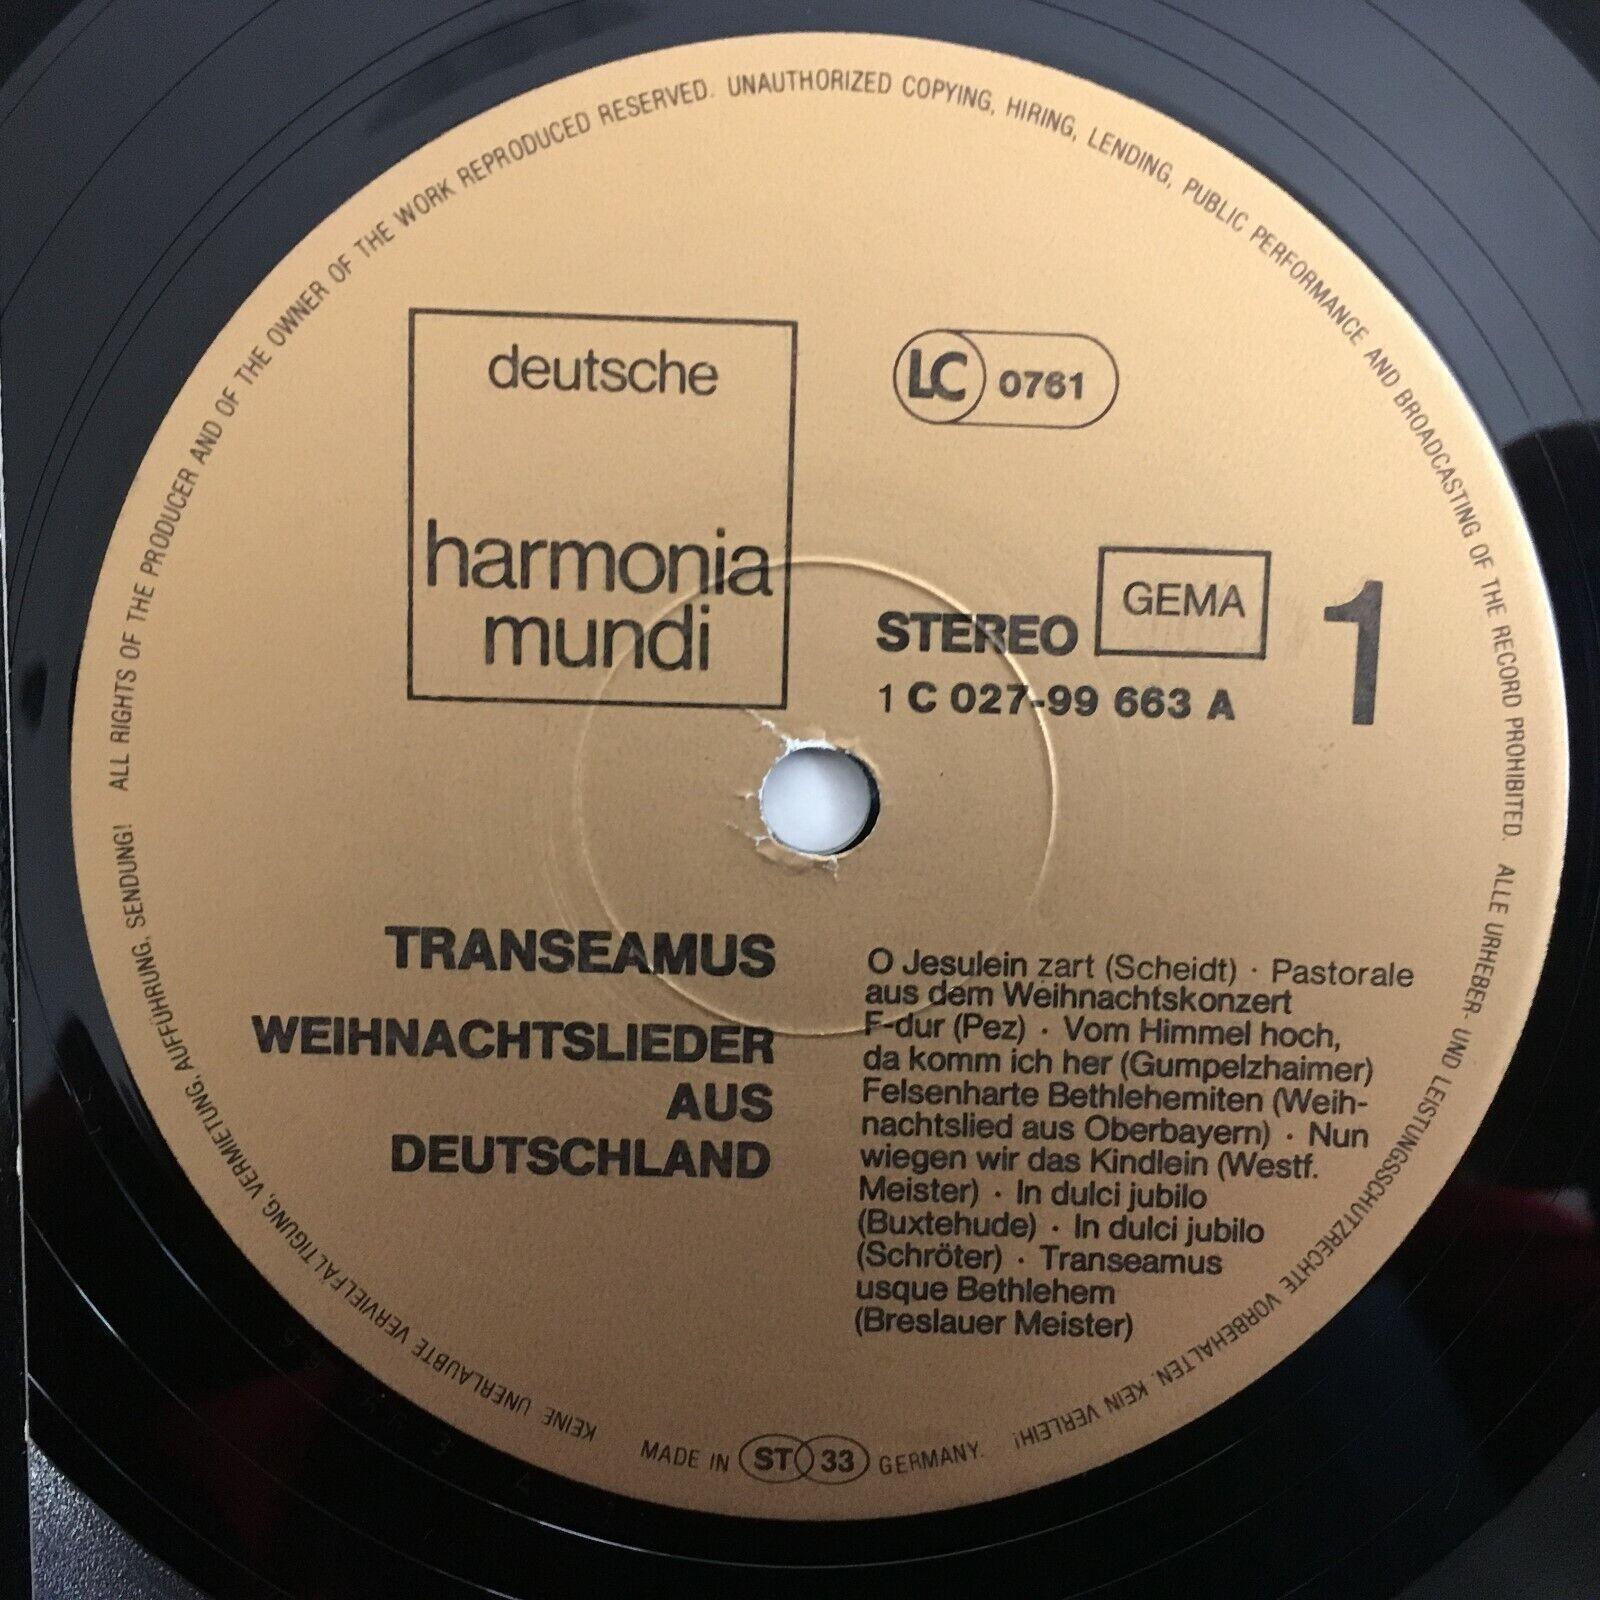 ALL RIGHTS OF THE PRODUCER AND OF THE OWNER OF THE WORK REPRODUCED RESERVED. UNAUTHORIZED COPYING, HIRING, LENDING, PUBLIC PERFORMANCE AND BROADCASTING OF THE RECORD PROHIBITED.
ALLE URHEBER- UND LEISTUNGSSCHUTZRECHTE VORBEHALTEN. KEIN VERLEIH!
KEINE UNERLAUBTE VERVIELFÄLTIGUNG, VERMIETUNG, AUFFÜHRUNG, SENDUNG!
deutsche
harmonia
mundi
LC 0761
STEREO GEMA 1
1 C 027-99 663 A
TRANSEAMUS
WEIHNACHTSLIEDER
AUS
DEUTSCHLAND
O Jesulein zart (Scheidt) · Pastorale
aus dem Weihnachtskonzert
F-dur (Pez) · Vom Himmel hoch,
da komm ich her (Gumpelzhaimer)
Felsenharte Bethlehemiten (Weih-
nachtslied aus Oberbayern) · Nun
wiegen wir das Kindlein (Westf.
Meister) · In dulci jubilo
(Buxtehude) · In dulci jubilo
(Schröter) · Transeamus
usque Bethlehem
(Breslauer Meister)
MADE IN ST 33 GERMANY.